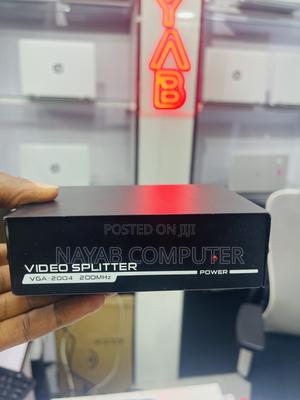 YAB
POSTED ON JIJI
NAYAB COMPUTER
VIDEO SPLITTER
POWER
VGA-2004 200MHz